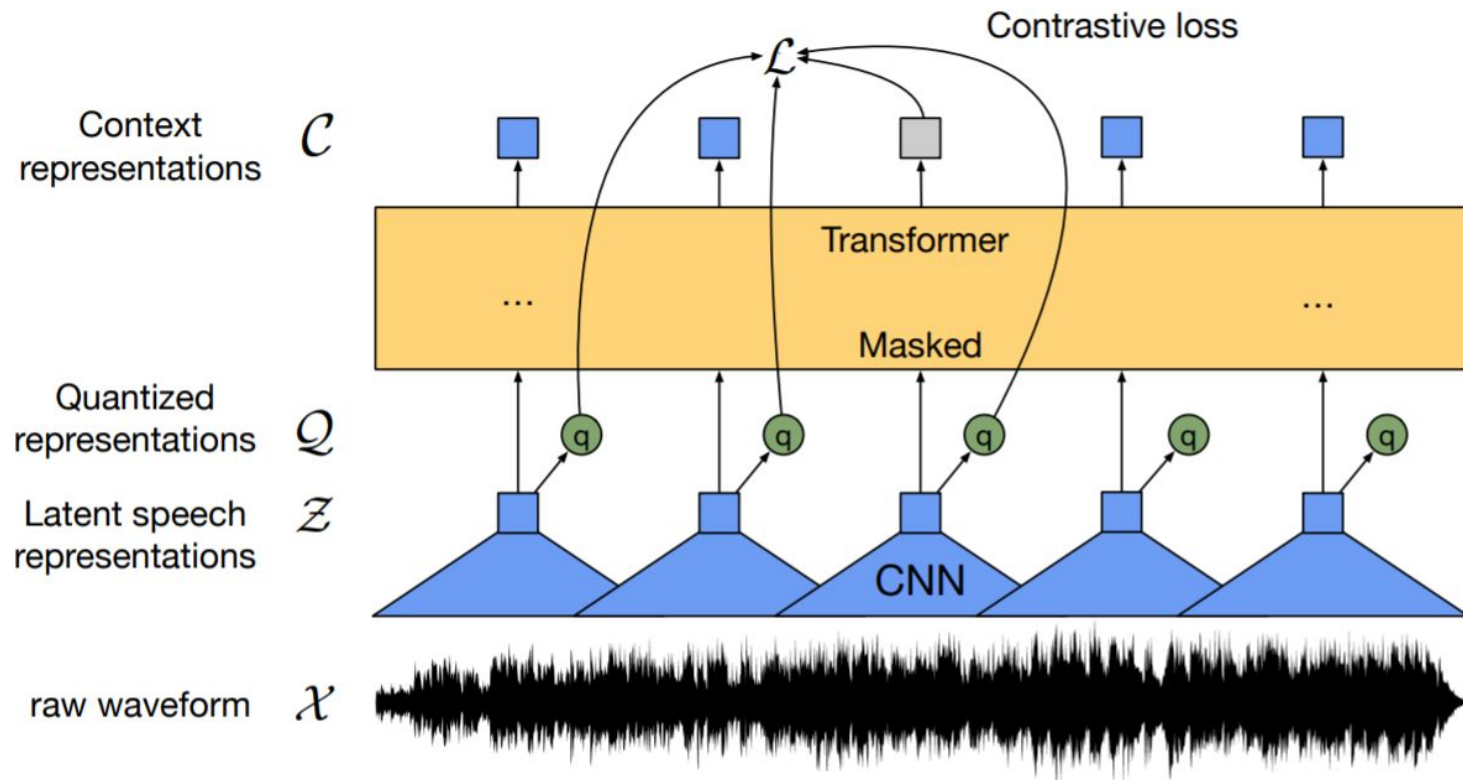 Contrastive loss
ℒ
Context
representations
𝒞
Transformer
... ...
Masked
Quantized
representations
𝒬
q q q q q
Latent speech
representations
𝒵
CNN
raw waveform
𝒳